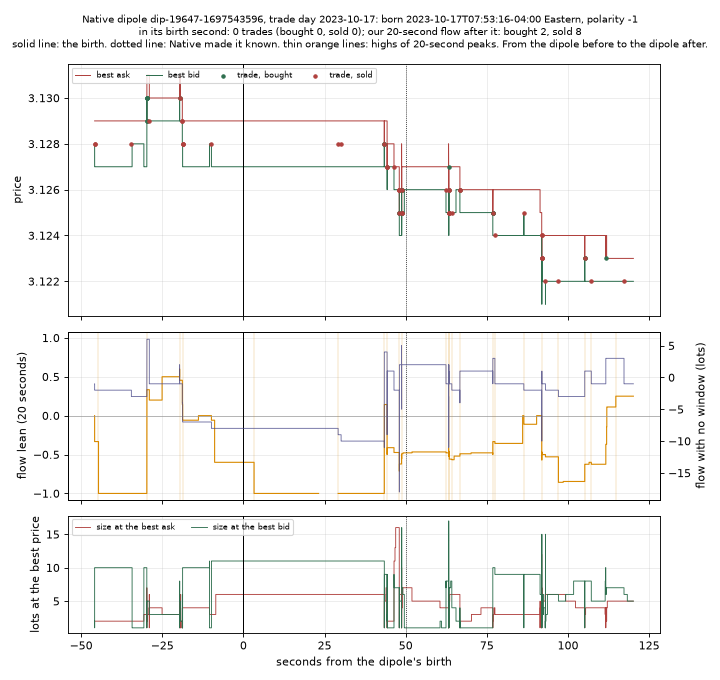 Native dipole dip-19647-1697543596, trade day 2023-10-17: born 2023-10-17T07:53:16-04:00 Eastern, polarity -1
in its birth second: 0 trades (bought 0, sold 0); our 20-second flow after it: bought 2, sold 8
solid line: the birth. dotted line: Native made it known. thin orange lines: highs of 20-second peaks. From the dipole before to the dipole after.
best ask best bid trade, bought trade, sold
3.130
3.128
3.126
3.124
3.122
price
1.0
0.5
0.0
−0.5
−1.0
flow lean (20 seconds)
5
0
−5
−10
−15
flow with no window (lots)
size at the best ask size at the best bid
15
10
5
lots at the best price
−50 −25 0 25 50 75 100 125
seconds from the dipole's birth